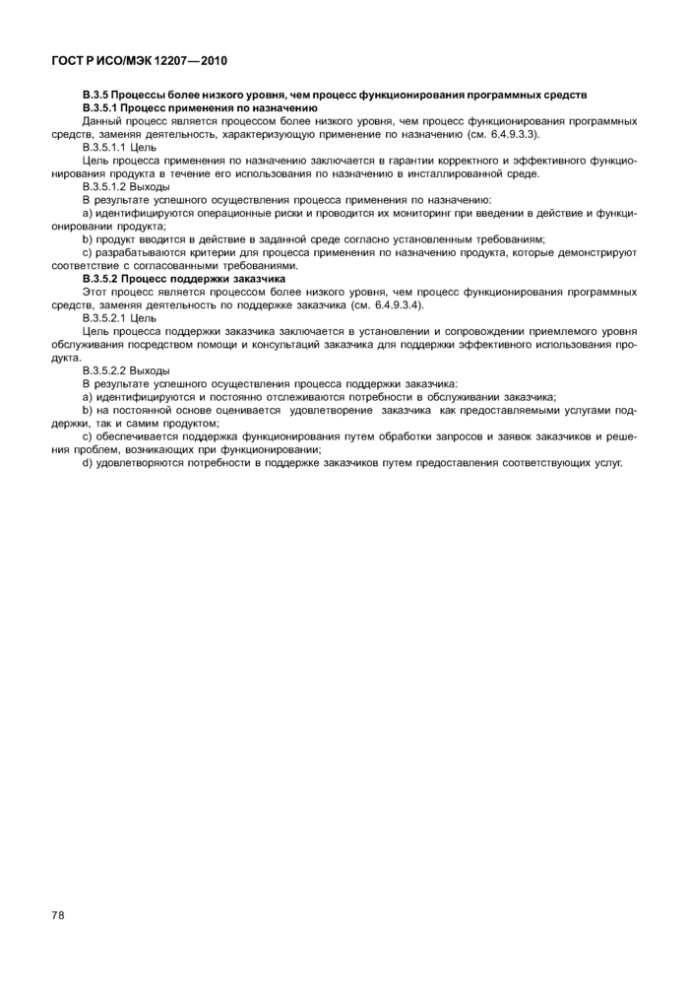 ГОСТ Р ИСО/МЭК 12207—2010
В.3.5 Процессы более низкого уровня, чем процесс функционирования программных средств
В.3.5.1 Процесс применения по назначению
Данный процесс является процессом более низкого уровня, чем процесс функционирования программных
средств, заменяя деятельность, характеризующую применение по назначению (см. 6.4.9.3.3).
В.3.5.1.1 Цель
Цель процесса применения по назначению заключается в гарантии корректного и эффективного функцио-
нирования продукта в течение его использования по назначению в инсталлированной среде.
В.3.5.1.2 Выходы
В результате успешного осуществления процесса применения по назначению:
a) идентифицируются операционные риски и проводится их мониторинг при введении в действие и функци-
онировании продукта;
b) продукт вводится в действие в заданной среде согласно установленным требованиям;
c) разрабатываются критерии для процесса применения по назначению продукта, которые демонстрируют
соответствие с согласованными требованиями.
В.3.5.2 Процесс поддержки заказчика
Этот процесс является процессом более низкого уровня, чем процесс функционирования программных
средств, заменяя деятельность по поддержке заказчика (см. 6.4.9.3.4).
В.3.5.2.1 Цель
Цель процесса поддержки заказчика заключается в установлении и сопровождении приемлемого уровня
обслуживания посредством помощи и консультаций заказчика для поддержки эффективного использования про-
дукта.
В.3.5.2.2 Выходы
В результате успешного осуществления процесса поддержки заказчика:
a) идентифицируются и постоянно отслеживаются потребности в обслуживании заказчика;
b) на постоянной основе оценивается удовлетворение заказчика как предоставляемыми услугами под-
держки, так и самим продуктом;
c) обеспечивается поддержка функционирования путем обработки запросов и заявок заказчиков и реше-
ния проблем, возникающих при функционировании;
d) удовлетворяются потребности в поддержке заказчиков путем предоставления соответствующих услуг.
78